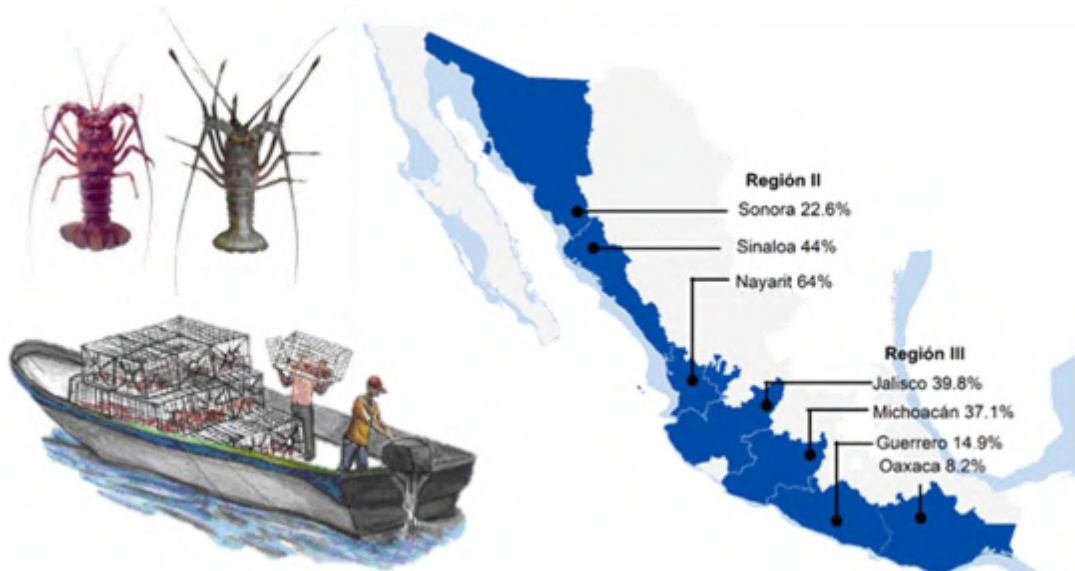 Región II
Sonora 22.6%
Sinaloa 44%
Nayarit 64%
Región III
Jalisco 39.8%
Michoacán 37.1%
Guerrero 14.9%
Oaxaca 8.2%